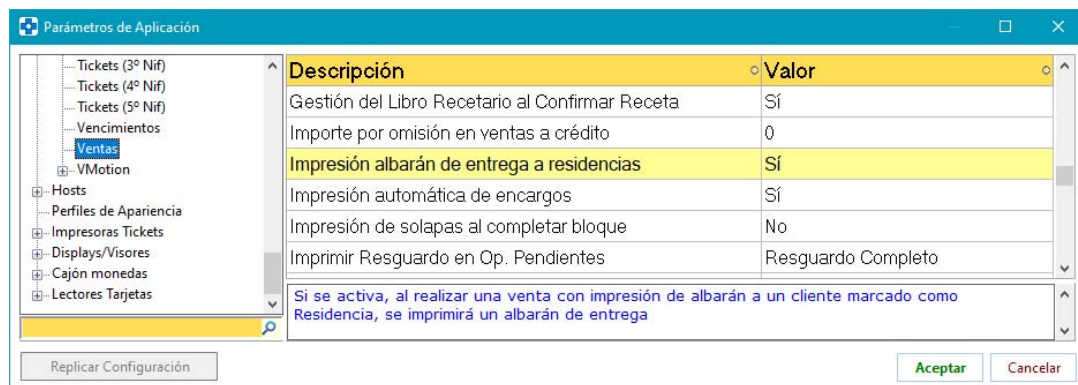 Parámetros de Aplicación
Tickets (3º Nif)
Tickets (4º Nif)
Tickets (5º Nif)
Vencimientos
Ventas
VMotion
Hosts
Perfiles de Apariencia
Impresoras Tickets
Displays/Visores
Cajón monedas
Lectores Tarjetas
Descripción Valor
Gestión del Libro Recetario al Confirmar Receta Sí
Importe por omisión en ventas a crédito 0
Impresión albarán de entrega a residencias Sí
Impresión automática de encargos Sí
Impresión de solapas al completar bloque No
Imprimir Resguardo en Op. Pendientes Resguardo Completo
Si se activa, al realizar una venta con impresión de albarán a un cliente marcado como
Residencia, se imprimirá un albarán de entrega
Replicar Configuración Aceptar Cancelar